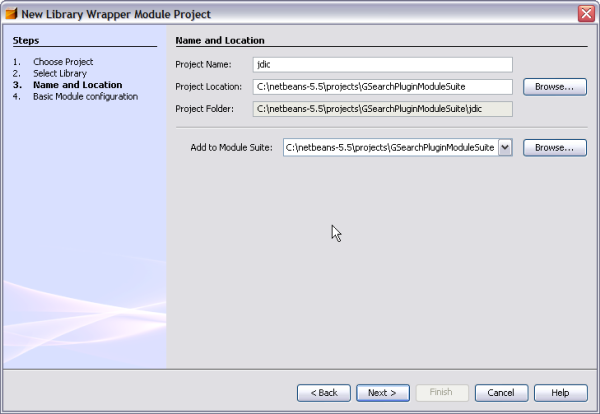 New Library Wrapper Module Project
Steps
1. Choose Project
2. Select Library
3. Name and Location
4. Basic Module configuration
Name and Location
Project Name: jdic
Project Location: C:\netbeans-5.5\projects\GSearchPluginModuleSuite Browse...
Project Folder: C:\netbeans-5.5\projects\GSearchPluginModuleSuite\jdic
Add to Module Suite: C:\netbeans-5.5\projects\GSearchPluginModuleSuite Browse...
< Back Next > Finish Cancel Help